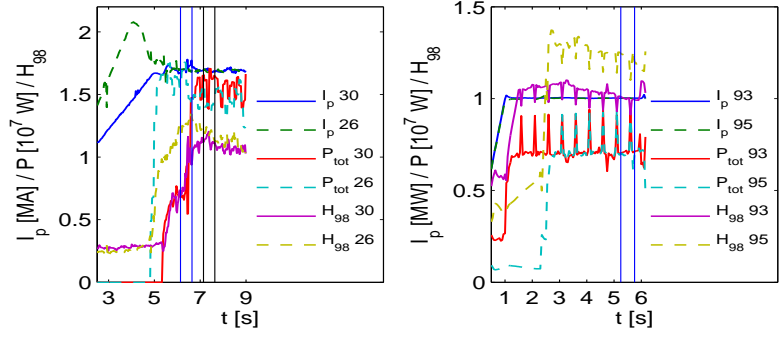 I_p [MA] / P [10^7 W] / H_98
2
1.5
1
0.5
0
3 5 7 9
t [s]
I_p 30
I_p 26
P_tot 30
P_tot 26
H_98 30
H_98 26
I_p [MW] / P [10^7 W] / H_98
1.5
1
0.5
0
1 2 3 4 5 6
t [s]
I_p 93
I_p 95
P_tot 93
P_tot 95
H_98 93
H_98 95